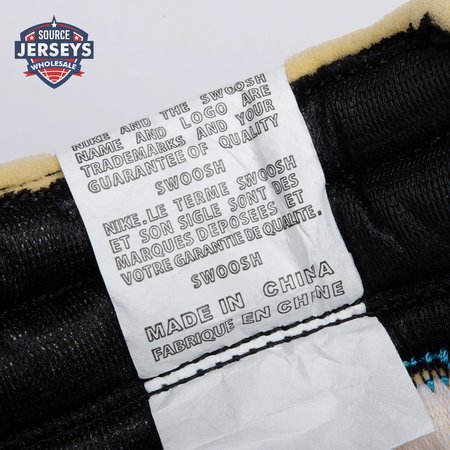 SOURCE
JERSEYS
WHOLESALE
NIKE AND THE SWOOSH
NAME AND LOGO ARE
TRADEMARKS AND YOUR
GUARANTEE OF QUALITY
SWOOSH
NIKE.LE TERME SWOOSH
ET SON SIGLE SONT DES
MARQUES DEPOSEES ET
VOTRE GARANTIE DE QUALITE.
SWOOSH
MADE IN CHINA
FABRIQUE EN CHINE